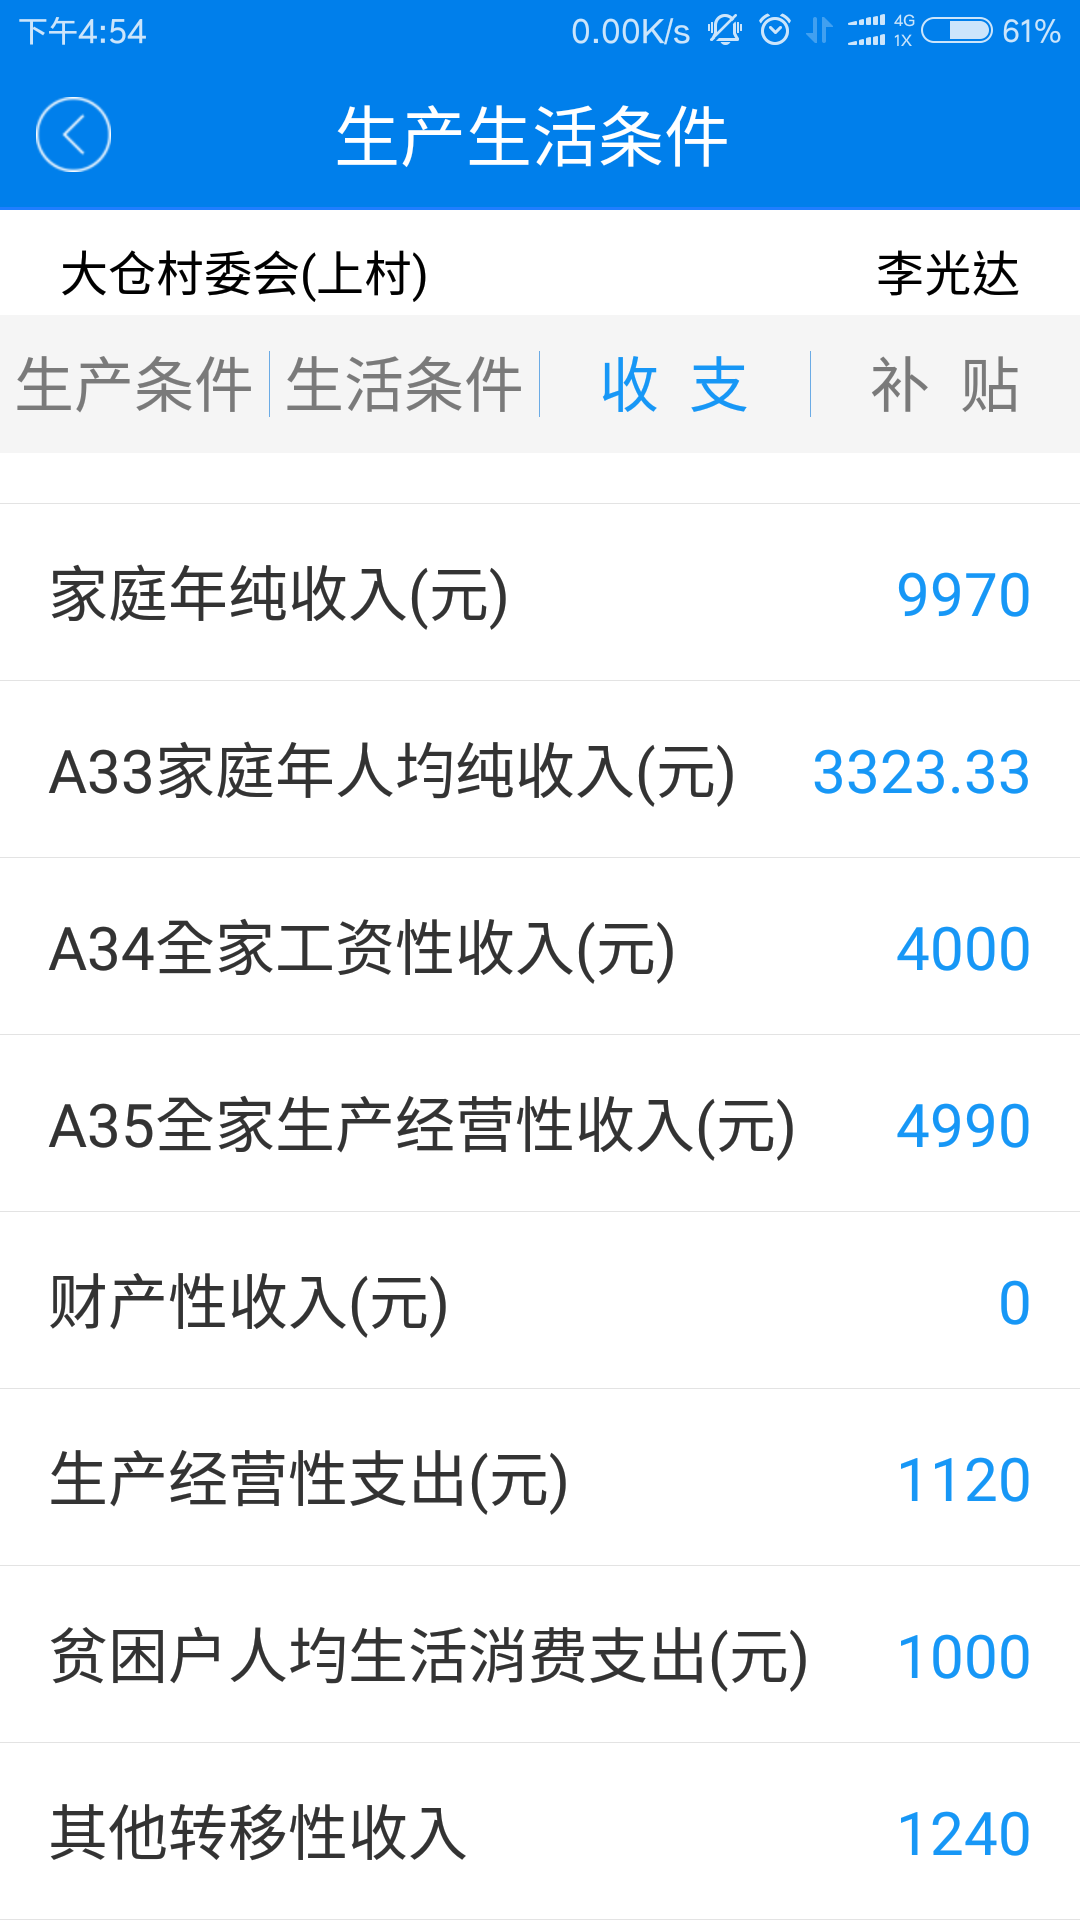 下午4:54 0.00K/s 4G 1X 61%
生产生活条件
大仓村委会(上村) 李光达
生产条件 生活条件 收 支 补 贴
家庭年纯收入(元) 9970
A33家庭年人均纯收入(元) 3323.33
A34全家工资性收入(元) 4000
A35全家生产经营性收入(元) 4990
财产性收入(元) 0
生产经营性支出(元) 1120
贫困户人均生活消费支出(元) 1000
其他转移性收入 1240